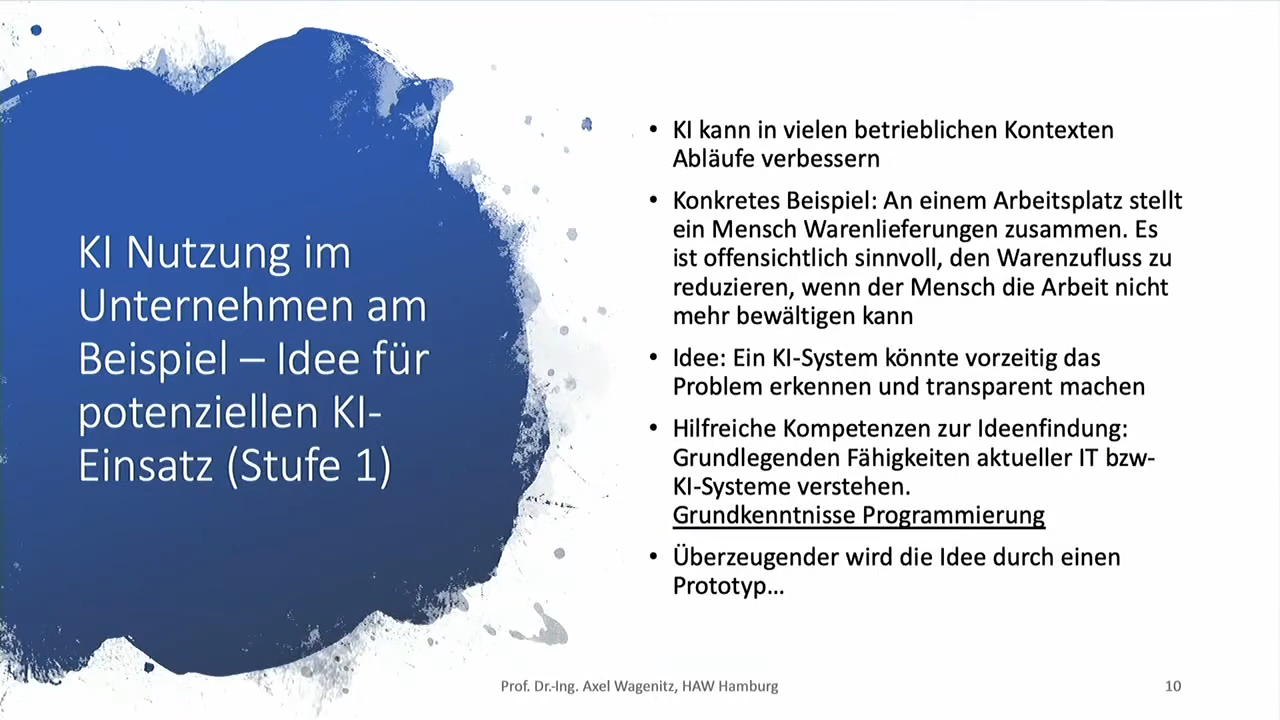 KI Nutzung im
Unternehmen am
Beispiel – Idee für
potenziellen KI-
Einsatz (Stufe 1)
• KI kann in vielen betrieblichen Kontexten
Abläufe verbessern
• Konkretes Beispiel: An einem Arbeitsplatz stellt
ein Mensch Warenlieferungen zusammen. Es
ist offensichtlich sinnvoll, den Warenzufluss zu
reduzieren, wenn der Mensch die Arbeit nicht
mehr bewältigen kann
• Idee: Ein KI-System könnte vorzeitig das
Problem erkennen und transparent machen
• Hilfreiche Kompetenzen zur Ideenfindung:
Grundlegenden Fähigkeiten aktueller IT bzw-
KI-Systeme verstehen.
Grundkenntnisse Programmierung
• Überzeugender wird die Idee durch einen
Prototyp…
Prof. Dr.-Ing. Axel Wagenitz, HAW Hamburg
10